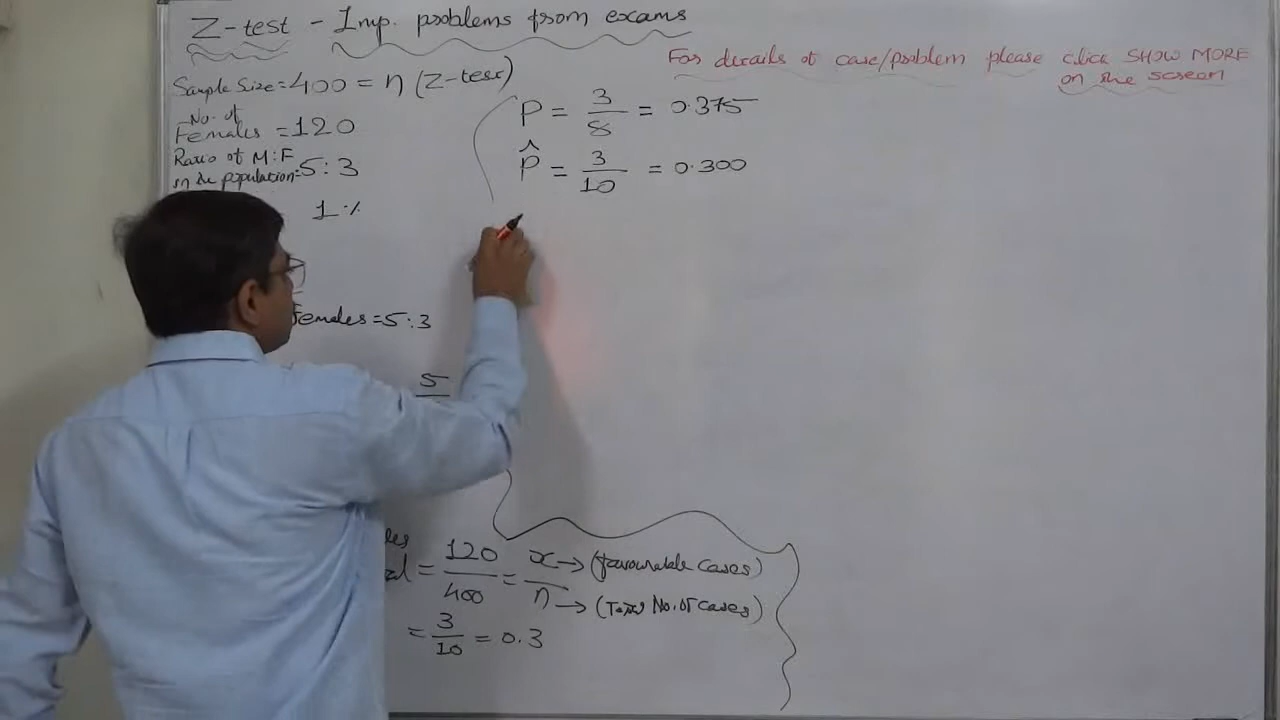 Z-test - Imp. problems from exams
For details of case/problem please click SHOW MORE
on the screen
Sample Size = 400 = n (Z-test)
No. of
Females = 120
Ratio of M:F
in the population = 5:3
1%
Females = 5:3
5
P = 3/8 = 0.375
p̂ = 3/10 = 0.300
= 120/400 = x/n
x → (favourable cases)
n → (Total No. of cases)
= 3/10 = 0.3